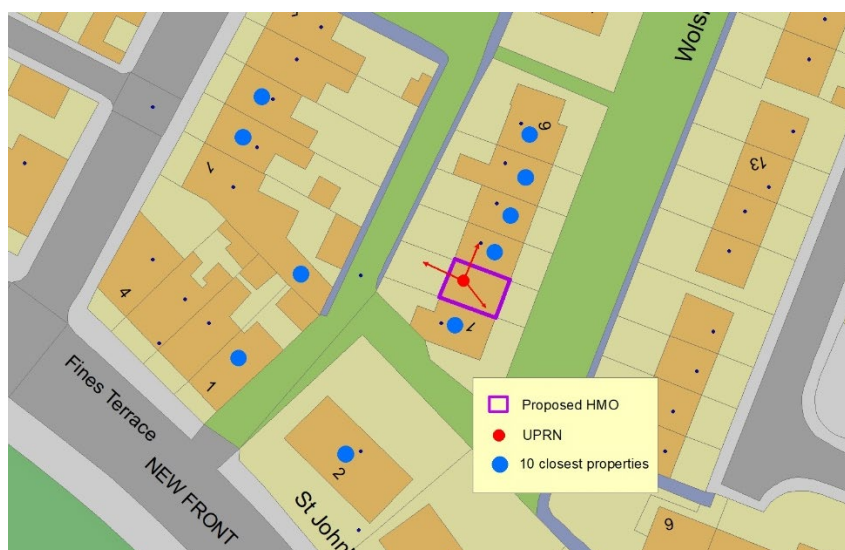 Wols
7
4
1
Fines Terrace
NEW FRONT
2
St John
9
1
13
Proposed HMO
UPRN
10 closest properties
9